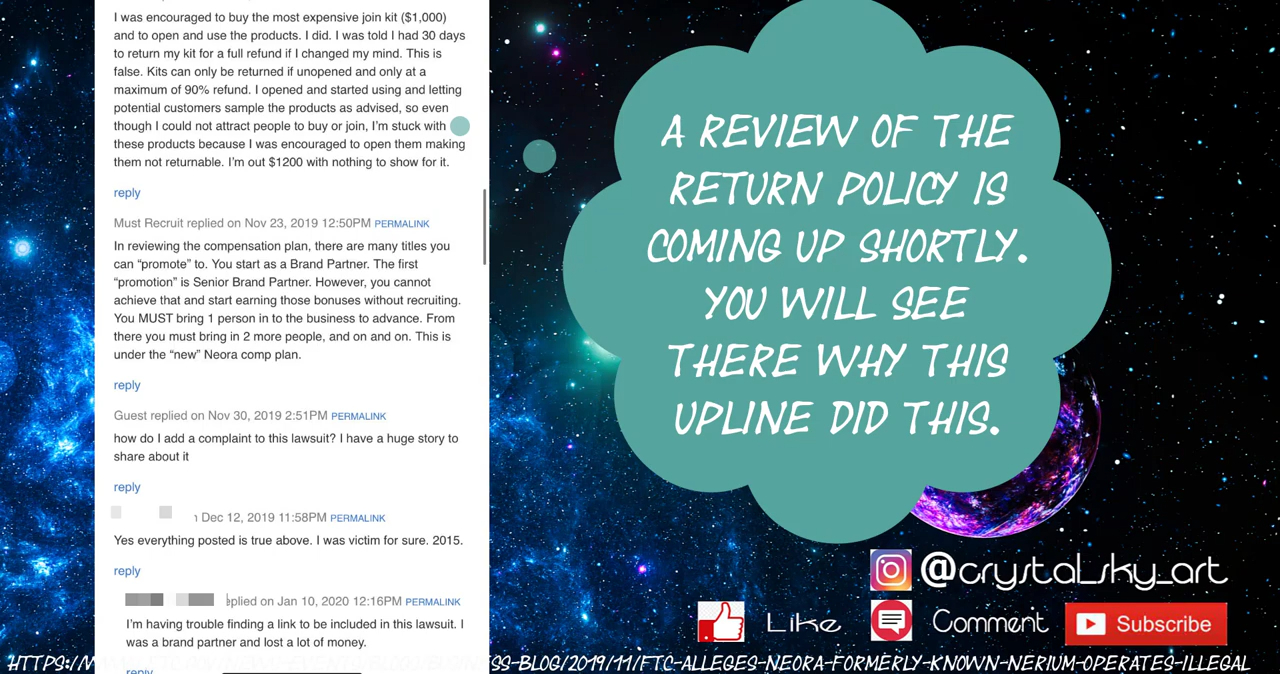 I was encouraged to buy the most expensive join kit ($1,000)
and to open and use the products. I did. I was told I had 30 days
to return my kit for a full refund if I changed my mind. This is
false. Kits can only be returned if unopened and only at a
maximum of 90% refund. I opened and started using and letting
potential customers sample the products as advised, so even
though I could not attract people to buy or join, I'm stuck with
these products because I was encouraged to open them making
them not returnable. I'm out $1200 with nothing to show for it.
reply
Must Recruit replied on Nov 23, 2019 12:50PM PERMALINK
In reviewing the compensation plan, there are many titles you
can “promote” to. You start as a Brand Partner. The first
“promotion” is Senior Brand Partner. However, you cannot
achieve that and start earning those bonuses without recruiting.
You MUST bring 1 person in to the business to advance. From
there you must bring in 2 more people, and on and on. This is
under the “new” Neora comp plan.
reply
Guest replied on Nov 30, 2019 2:51PM PERMALINK
how do I add a complaint to this lawsuit? I have a huge story to
share about it
reply
Dec 12, 2019 11:58PM PERMALINK
Yes everything posted is true above. I was victim for sure. 2015.
reply
replied on Jan 10, 2020 12:16PM PERMALINK
I'm having trouble finding a link to be included in this lawsuit. I
was a brand partner and lost a lot of money.
reply
A REVIEW OF THE
RETURN POLICY IS
COMING UP SHORTLY.
YOU WILL SEE
THERE WHY THIS
UPLINE DID THIS.
@crystal_sky_art
Like
Comment
Subscribe
-BLOG/2019/11/FTC-ALLEGES-NEORA-FORMERLY-KNOWN-NERIUM-OPERATES-ILLEGAL